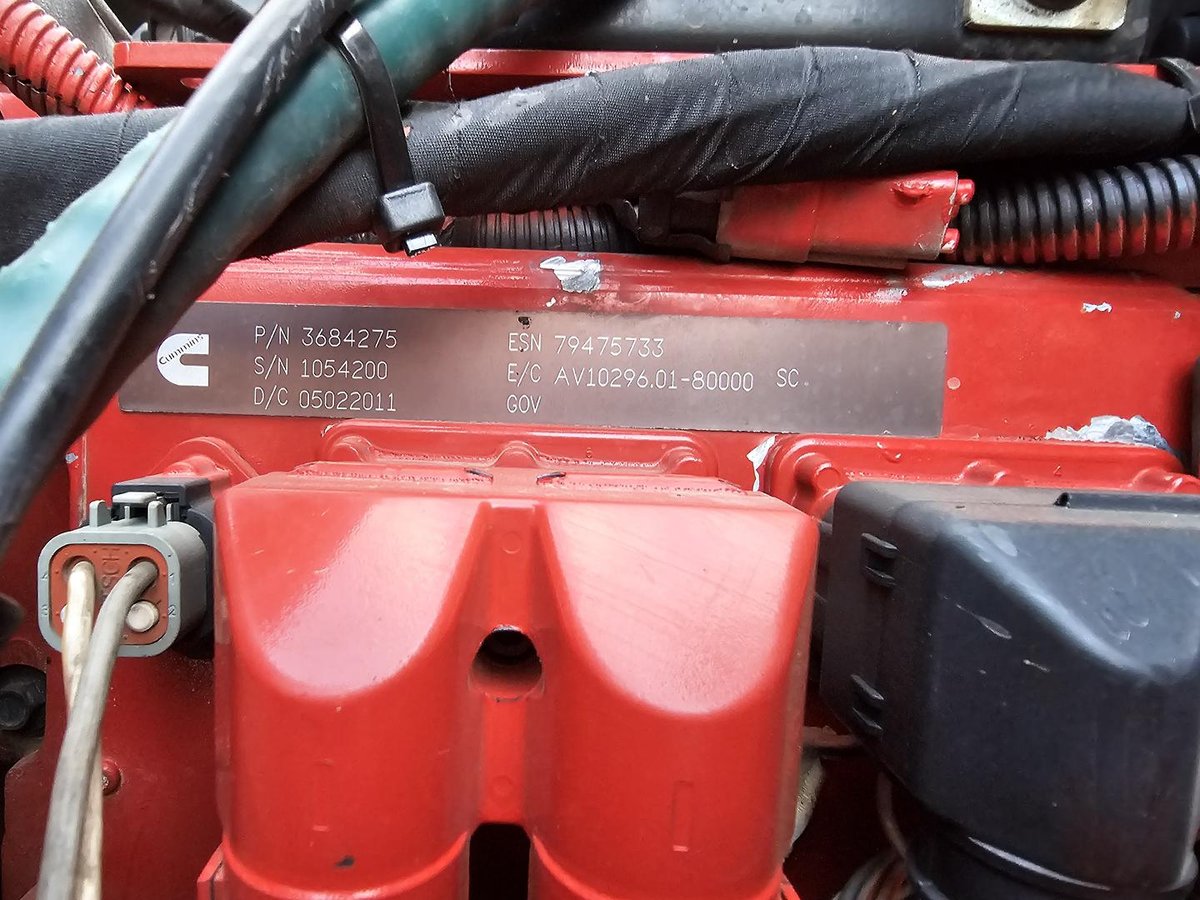 Cummins
P/N 3684275
S/N 1054200
D/C 05022011
ESN 79475733
E/C AV10296.01-80000 SC
GOV